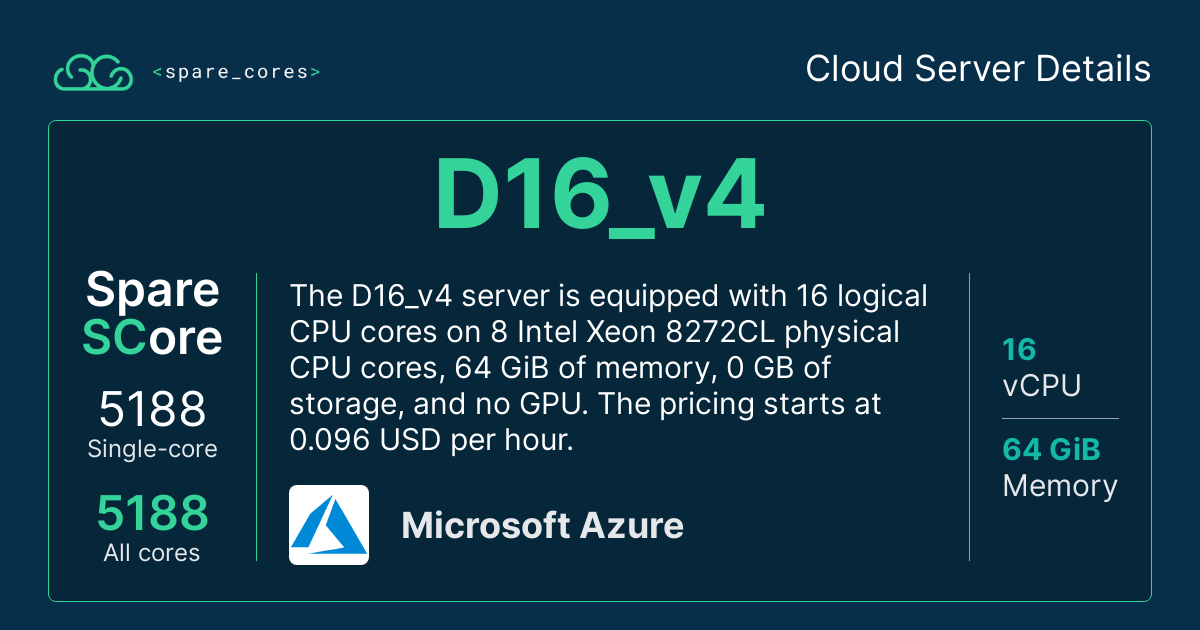 <spare_cores>
Cloud Server Details
D16_v4
Spare
SCore
5188
Single-core
5188
All cores
The D16_v4 server is equipped with 16 logical
CPU cores on 8 Intel Xeon 8272CL physical
CPU cores, 64 GiB of memory, 0 GB of
storage, and no GPU. The pricing starts at
0.096 USD per hour.
Microsoft Azure
16
vCPU
64 GiB
Memory